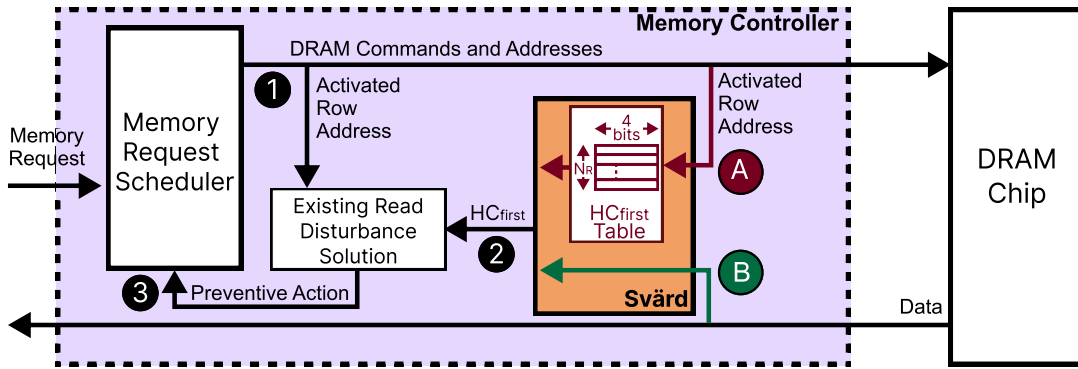 Memory Controller
DRAM Commands and Addresses
1
Activated
Row
Address
Activated
Row
Address
Memory
Request
Memory
Request
Scheduler
4
bits
NR
HCfirst
Table
A
DRAM
Chip
Existing Read
Disturbance
Solution
HCfirst
2
B
3
Preventive Action
Svärd
Data